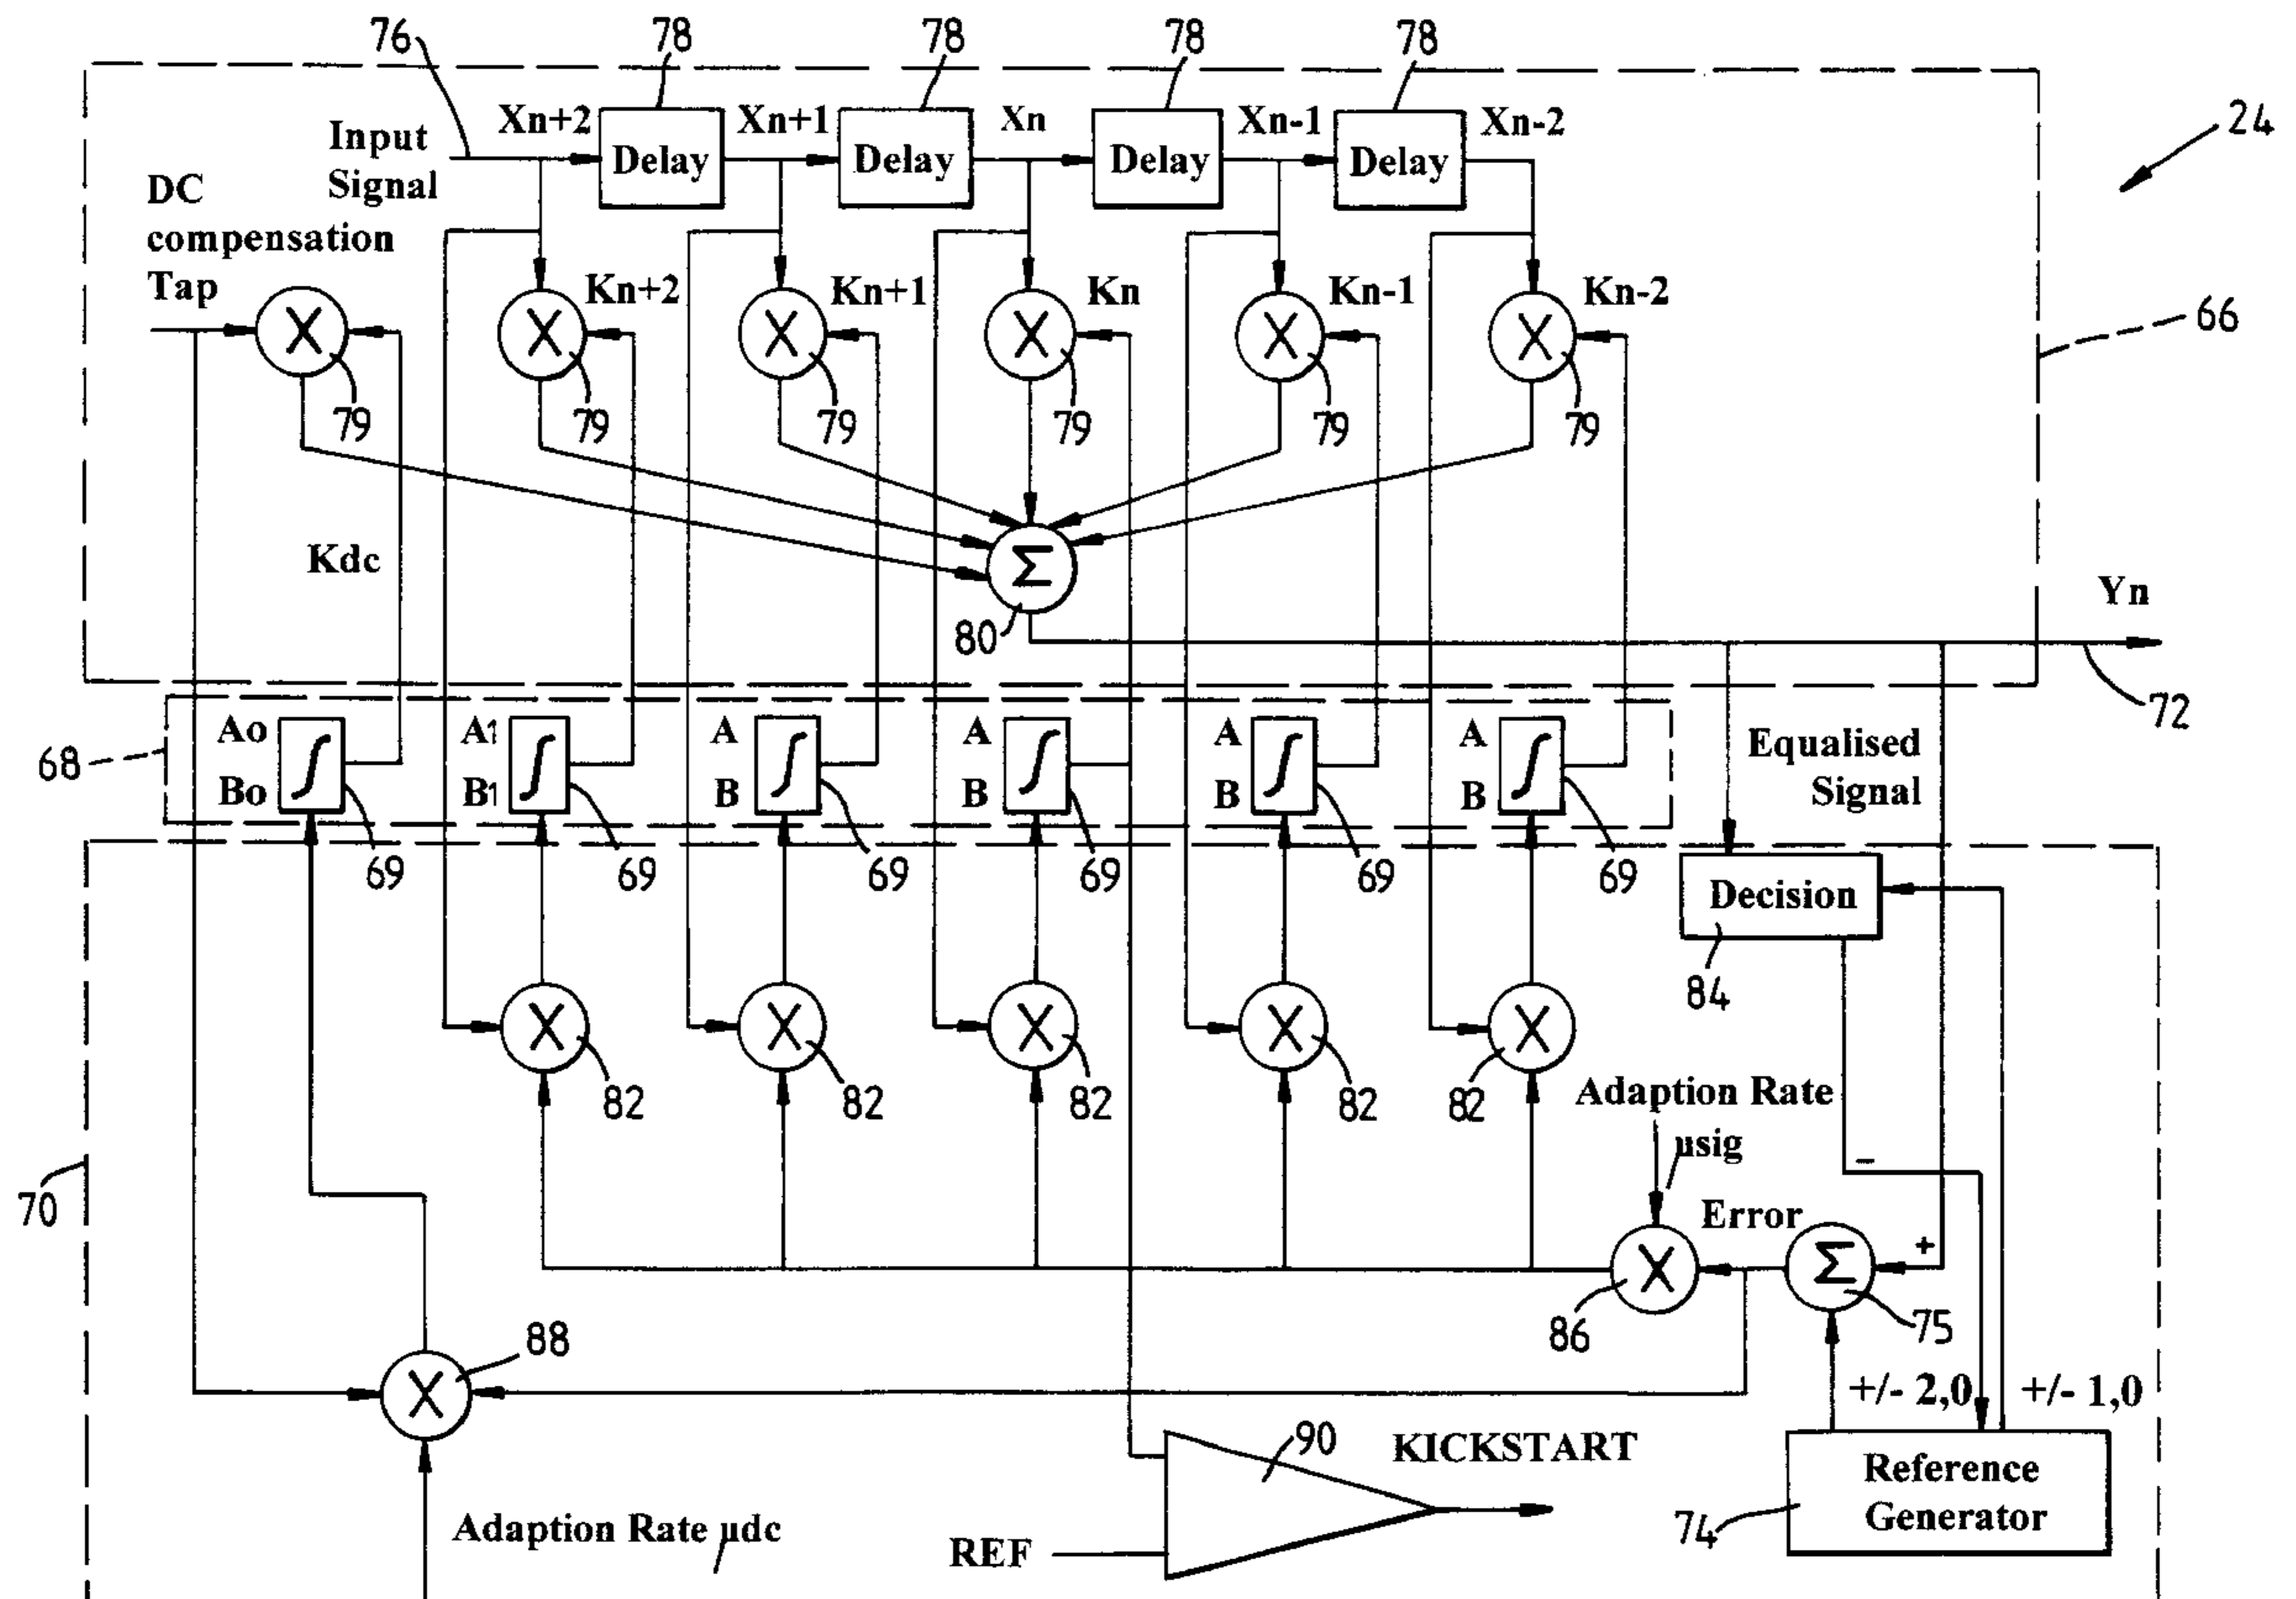 76
78
78
78
78
Input
Signal
Xn+2
Delay
Xn+1
Delay
Xn
Delay
Xn-1
Delay
Xn-2
24
DC
compensation
Tap
X
79
X
Kn+2
79
X
Kn+1
79
X
Kn
79
X
Kn-1
79
X
Kn-2
79
66
Kdc
Σ
80
Yn
72
68
Ao
Bo
∫
69
A1
B1
∫
69
A
B
∫
69
A
B
∫
69
A
B
∫
69
A
B
∫
69
Equalised
Signal
Decision
84
X
82
X
82
X
82
X
82
X
82
70
Adaption Rate
µsig
X
86
Error
Σ
75
+
−
88
X
+/- 2,0
+/- 1,0
Adaption Rate µdc
90
KICKSTART
REF
74
Reference
Generator